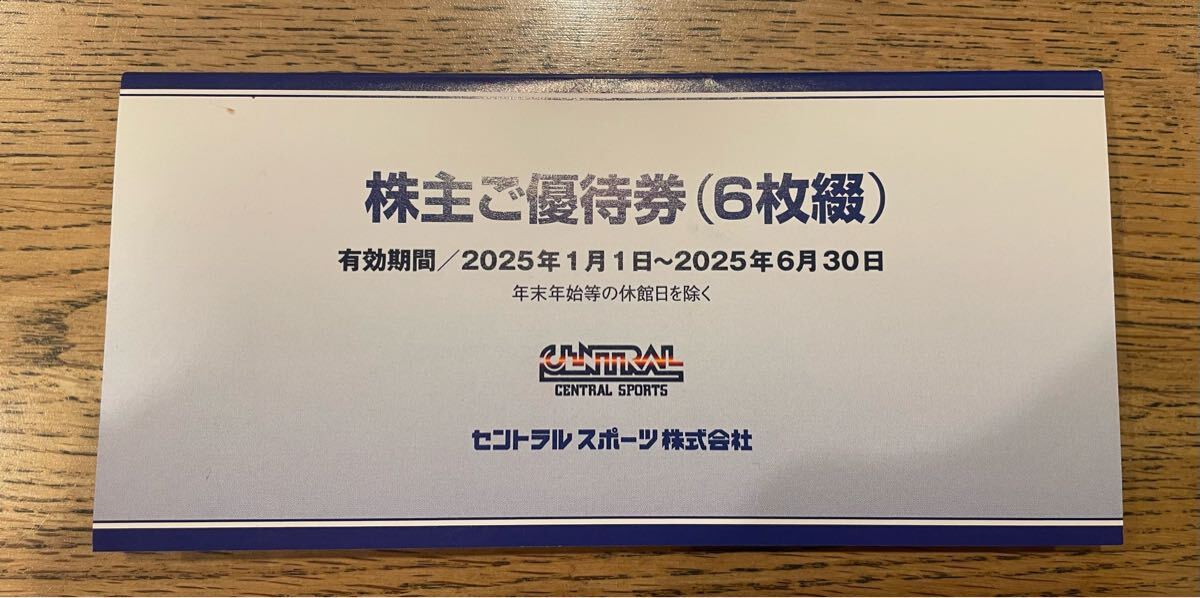 株主ご優待券(6枚綴)
有効期間／2025年1月1日～2025年6月30日
年末年始等の休館日を除く
CENTRAL
CENTRAL SPORTS
セントラルスポーツ株式会社